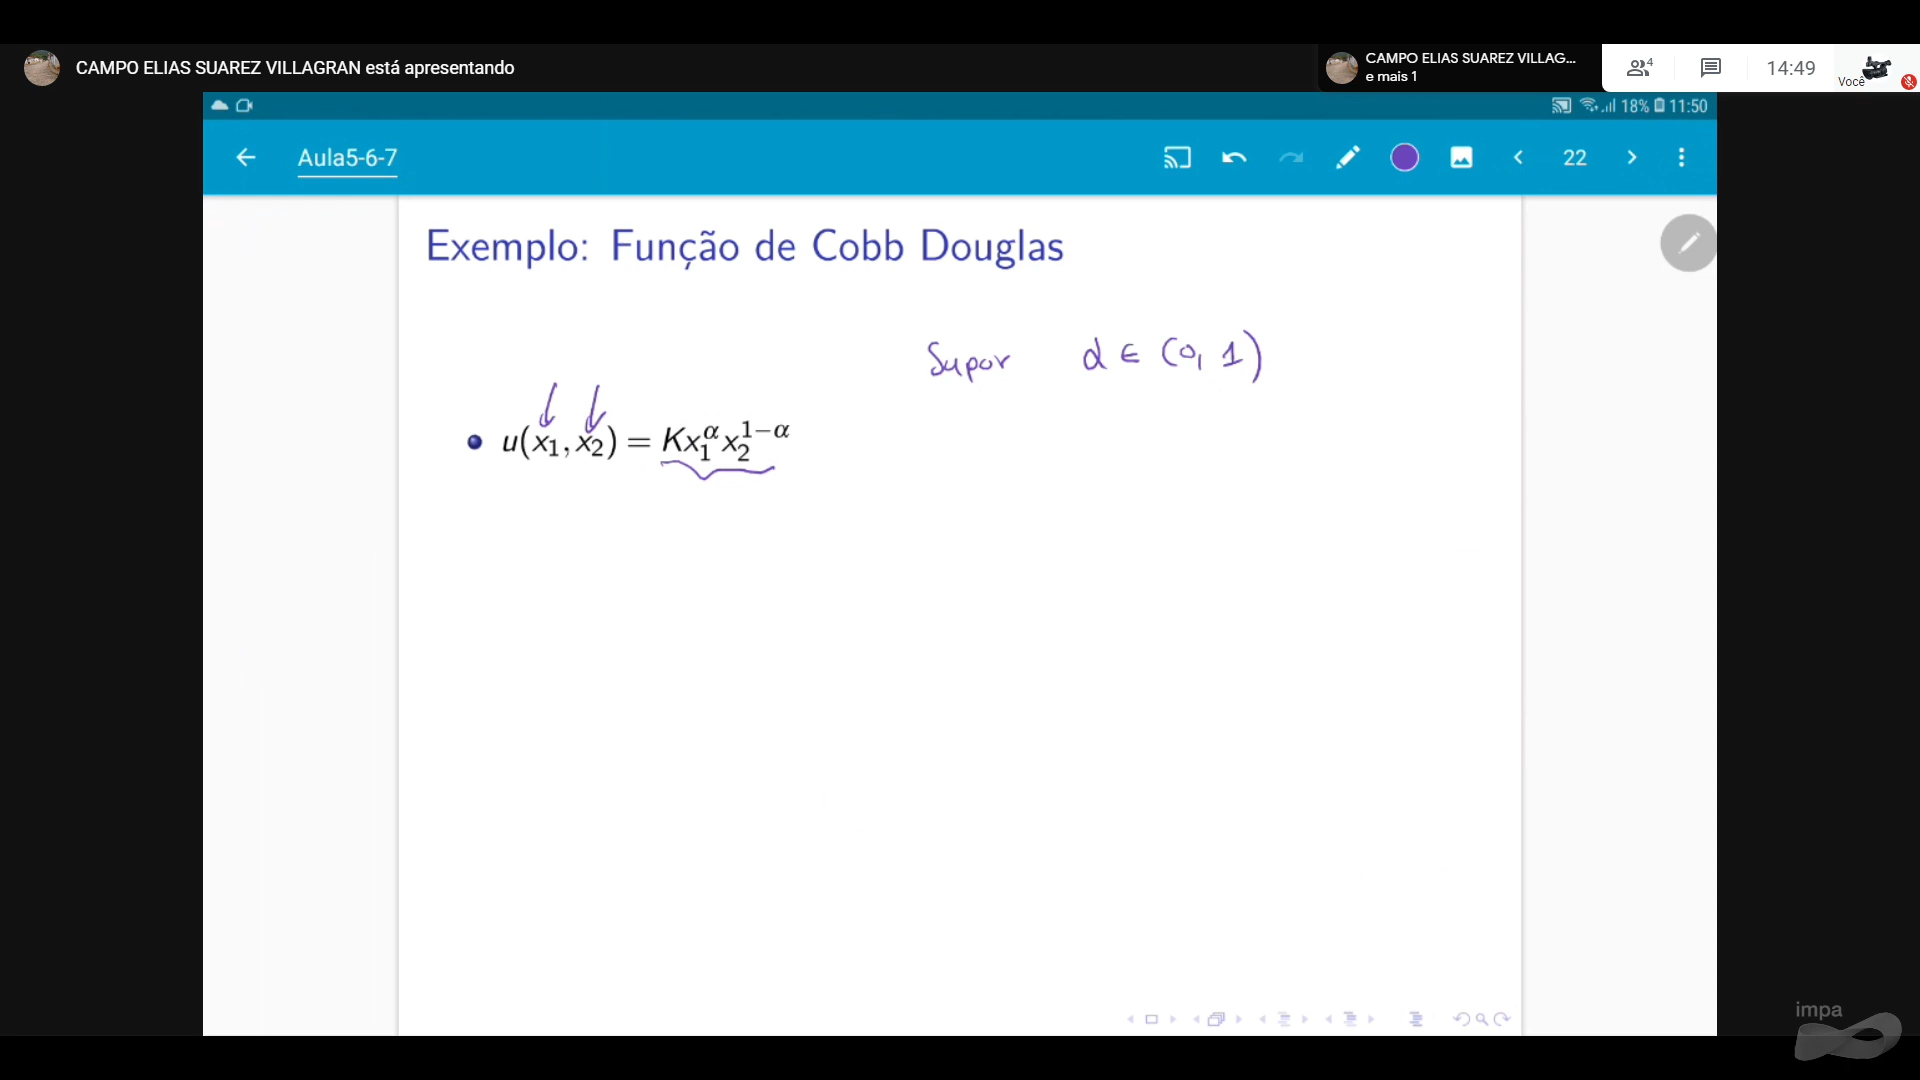 CAMPO ELIAS SUAREZ VILLAGRAN está apresentando
CAMPO ELIAS SUAREZ VILLAG...
e mais 1
4
14:49
Você
18% 11:50
Aula5-6-7
22
Exemplo: Função de Cobb Douglas
Supor α ∈ (0, 1)
u(x₁, x₂) = Kx₁^α x₂^{1−α}
impa